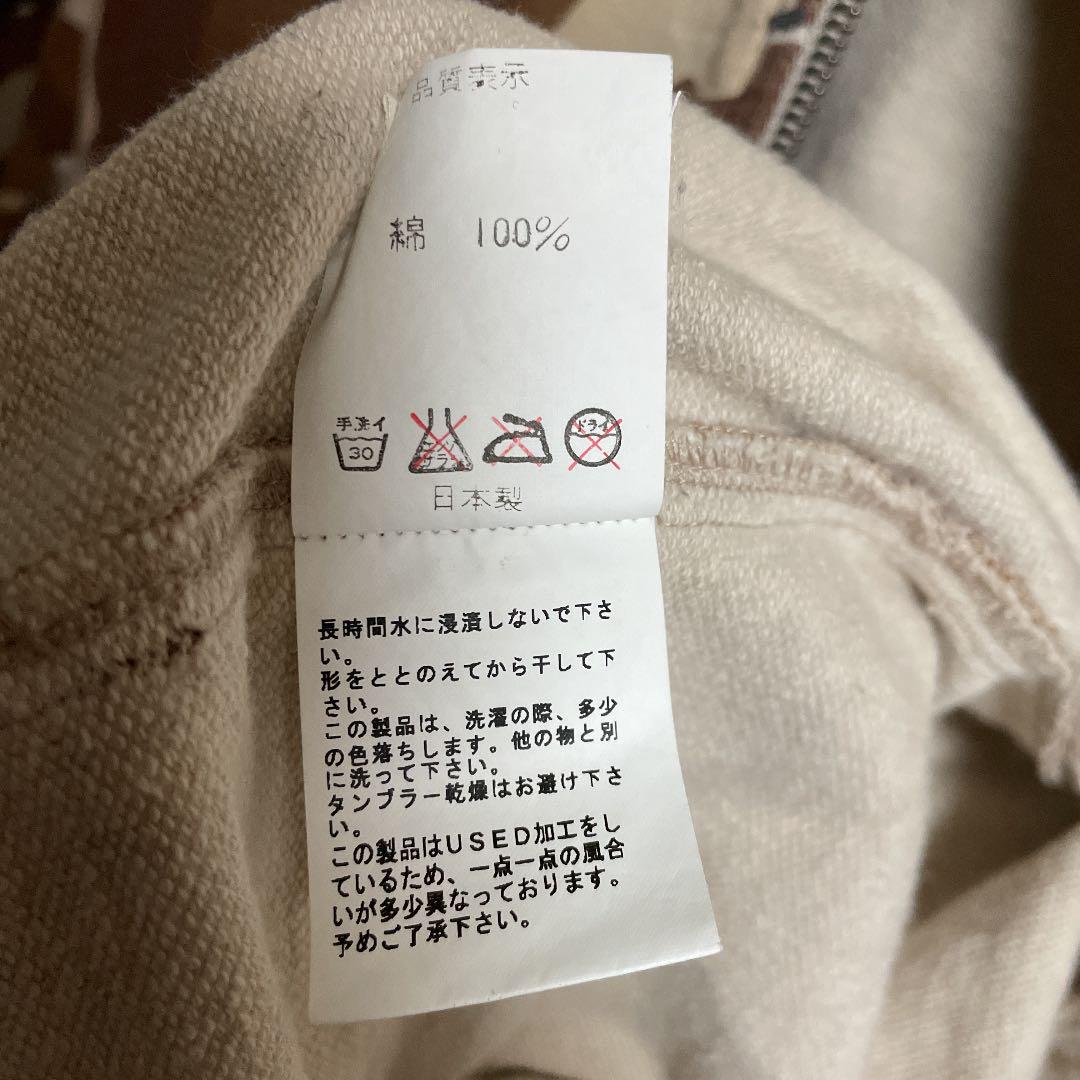 品質表示
綿 100%
手洗イ
30
エンソ
サラシ
ドライ
日本製
長時間水に浸漬しないで下さ
い。
形をととのえてから干して下
さい。
この製品は、洗濯の際、多少
の色落ちします。他の物と別
に洗って下さい。
タンブラー乾燥はお避け下さ
い。
この製品はUSED加工をし
ているため、一点一点の風合
いが多少異なっております。
予めご了承下さい。